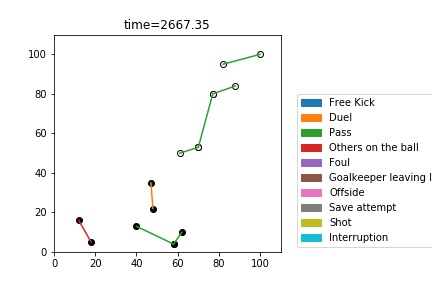 time=2667.35
100
80
60
40
20
0
0 20 40 60 80 100
Free Kick
Duel
Pass
Others on the ball
Foul
Goalkeeper leaving l
Offside
Save attempt
Shot
Interruption